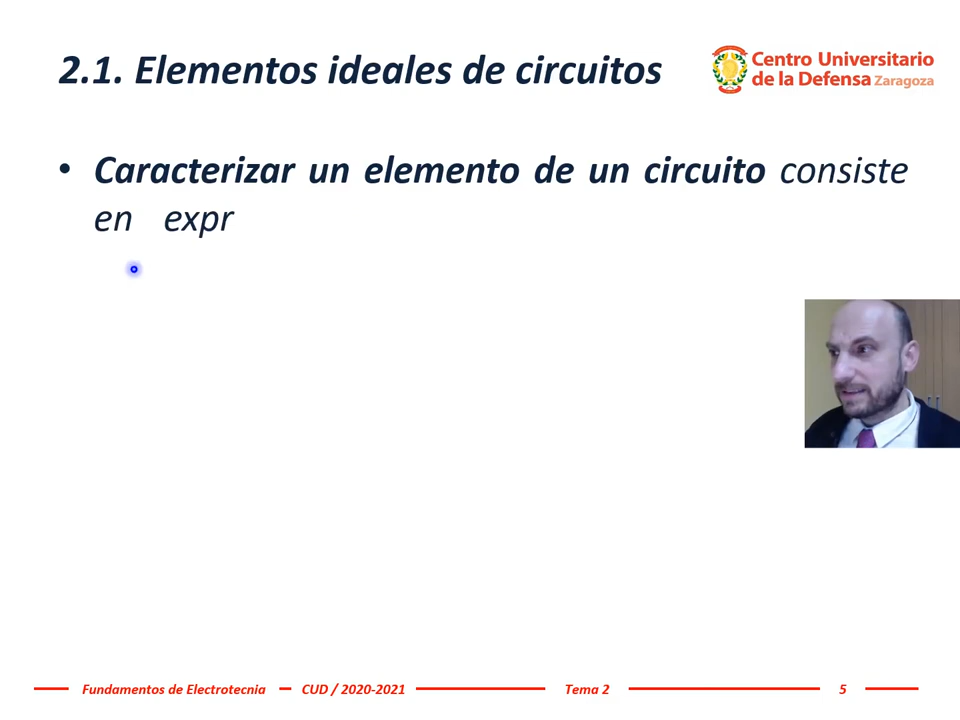 2.1. Elementos ideales de circuitos
Centro Universitario
de la Defensa Zaragoza
• Caracterizar un elemento de un circuito consiste
en expr
Fundamentos de Electrotecnia CUD / 2020-2021 Tema 2 5